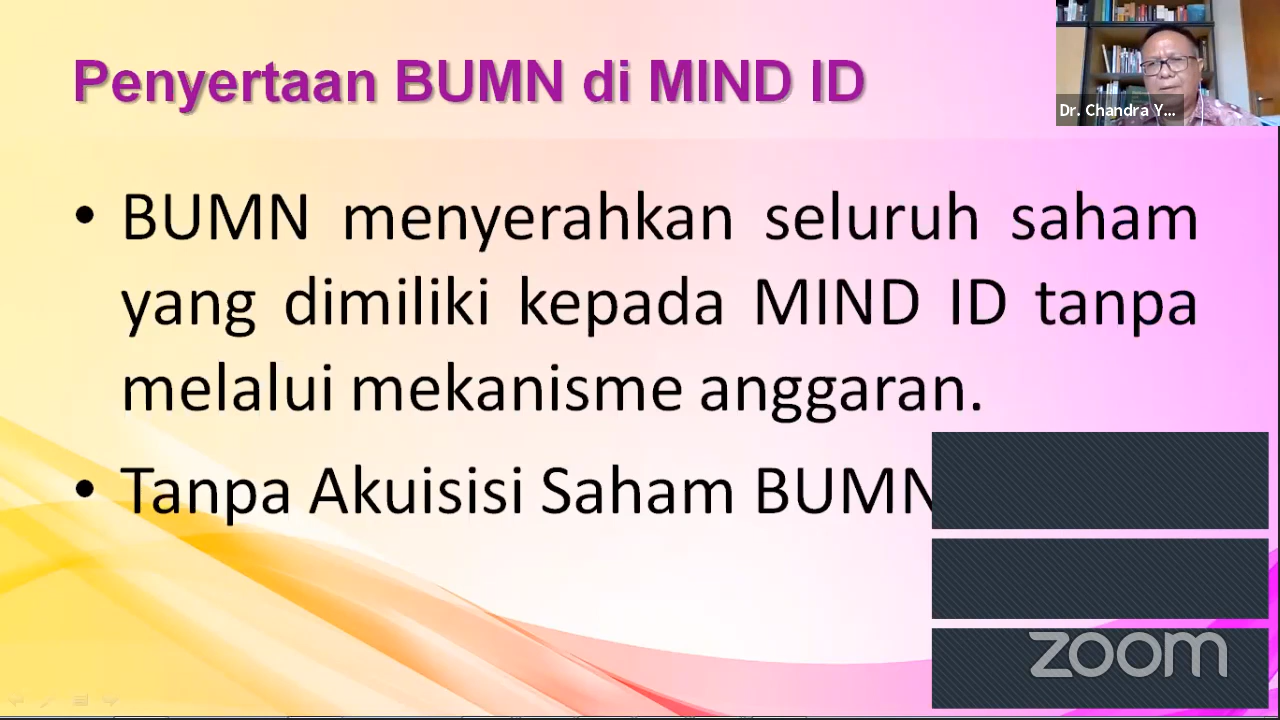 Penyertaan BUMN di MIND ID
Dr. Chandra Y...
• BUMN menyerahkan seluruh saham
yang dimiliki kepada MIND ID tanpa
melalui mekanisme anggaran.
• Tanpa Akuisisi Saham BUMN
zoom